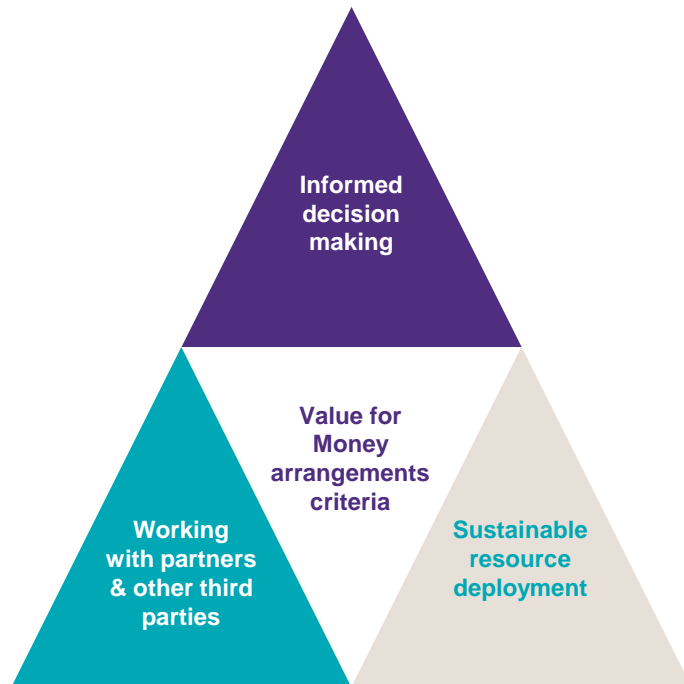 Informed
decision
making
Value for
Money
arrangements
criteria
Working
with partners
& other third
parties
Sustainable
resource
deployment